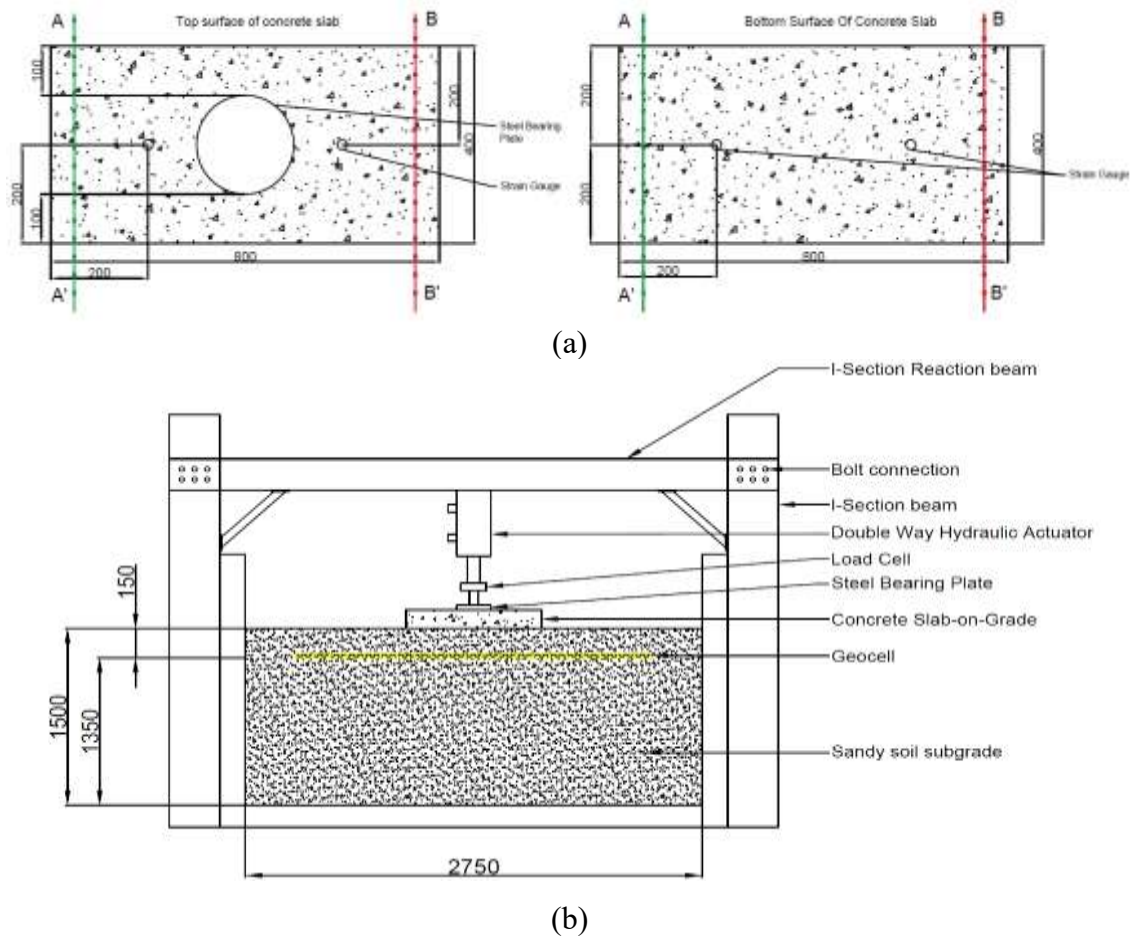 A
Top surface of concrete slab
B
100
200
400
Steel Bearing
Plate
Strain Gauge
200
100
800
200
A'
B'
A
Bottom Surface Of Concrete Slab
B
200
200
400
Strain Gauge
800
200
A'
B'
(a)
I-Section Reaction beam
Bolt connection
I-Section beam
Double Way Hydraulic Actuator
Load Cell
Steel Bearing Plate
Concrete Slab-on-Grade
Geocell
Sandy soil subgrade
150
1500
1350
2750
(b)